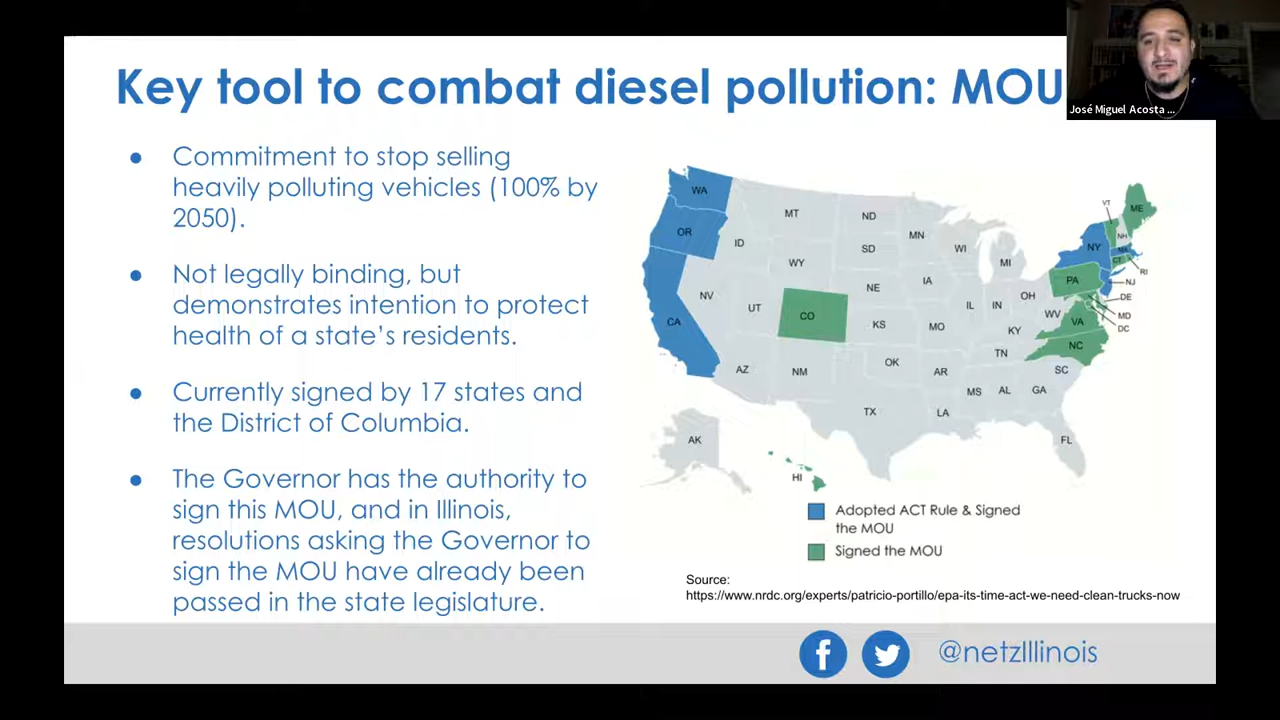 Key tool to combat diesel pollution: MOU
José Miguel Acosta ...
● Commitment to stop selling
heavily polluting vehicles (100% by
2050).
● Not legally binding, but
demonstrates intention to protect
health of a state's residents.
● Currently signed by 17 states and
the District of Columbia.
● The Governor has the authority to
sign this MOU, and in Illinois,
resolutions asking the Governor to
sign the MOU have already been
passed in the state legislature.
WA
OR
CA
ID
NV
MT
WY
UT
CO
AZ
NM
ND
SD
NE
KS
OK
TX
MN
IA
MO
AR
LA
WI
IL
IN
MI
OH
KY
TN
MS
AL
GA
FL
SC
NC
VA
WV
PA
NY
VT
NH
ME
MA
CT
RI
NJ
DE
MD
DC
AK
HI
Adopted ACT Rule & Signed
the MOU
Signed the MOU
Source:
https://www.nrdc.org/experts/patricio-portillo/epa-its-time-act-we-need-clean-trucks-now
@netzIllinois